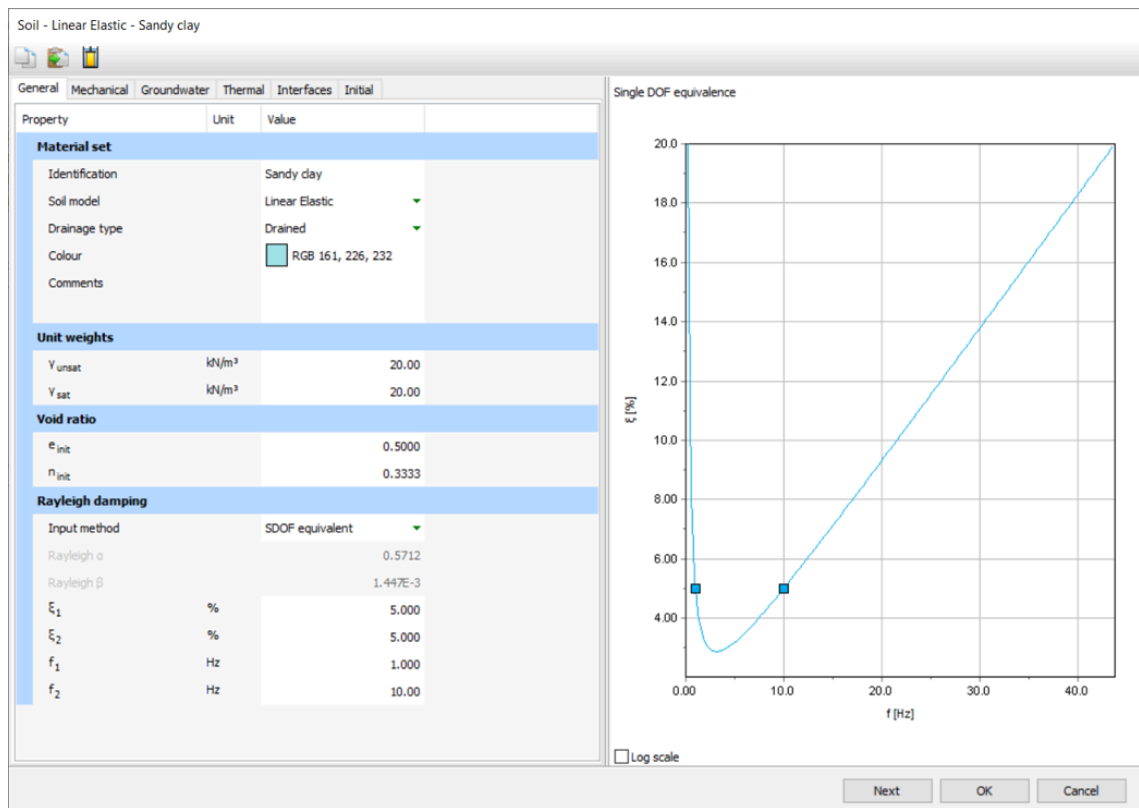 Soil - Linear Elastic - Sandy clay
General Mechanical Groundwater Thermal Interfaces Initial
Property Unit Value
Material set
Identification Sandy clay
Soil model Linear Elastic
Drainage type Drained
Colour RGB 161, 226, 232
Comments
Unit weights
γ unsat kN/m³ 20.00
γ sat kN/m³ 20.00
Void ratio
e init 0.5000
n init 0.3333
Rayleigh damping
Input method SDOF equivalent
Rayleigh α 0.5712
Rayleigh β 1.447E-3
ξ1 % 5.000
ξ2 % 5.000
f1 Hz 1.000
f2 Hz 10.00
Single DOF equivalence
20.0
18.0
16.0
14.0
12.0
10.0
8.00
6.00
4.00
ξ [%]
0.00 10.0 20.0 30.0 40.0
f [Hz]
Log scale
Next OK Cancel